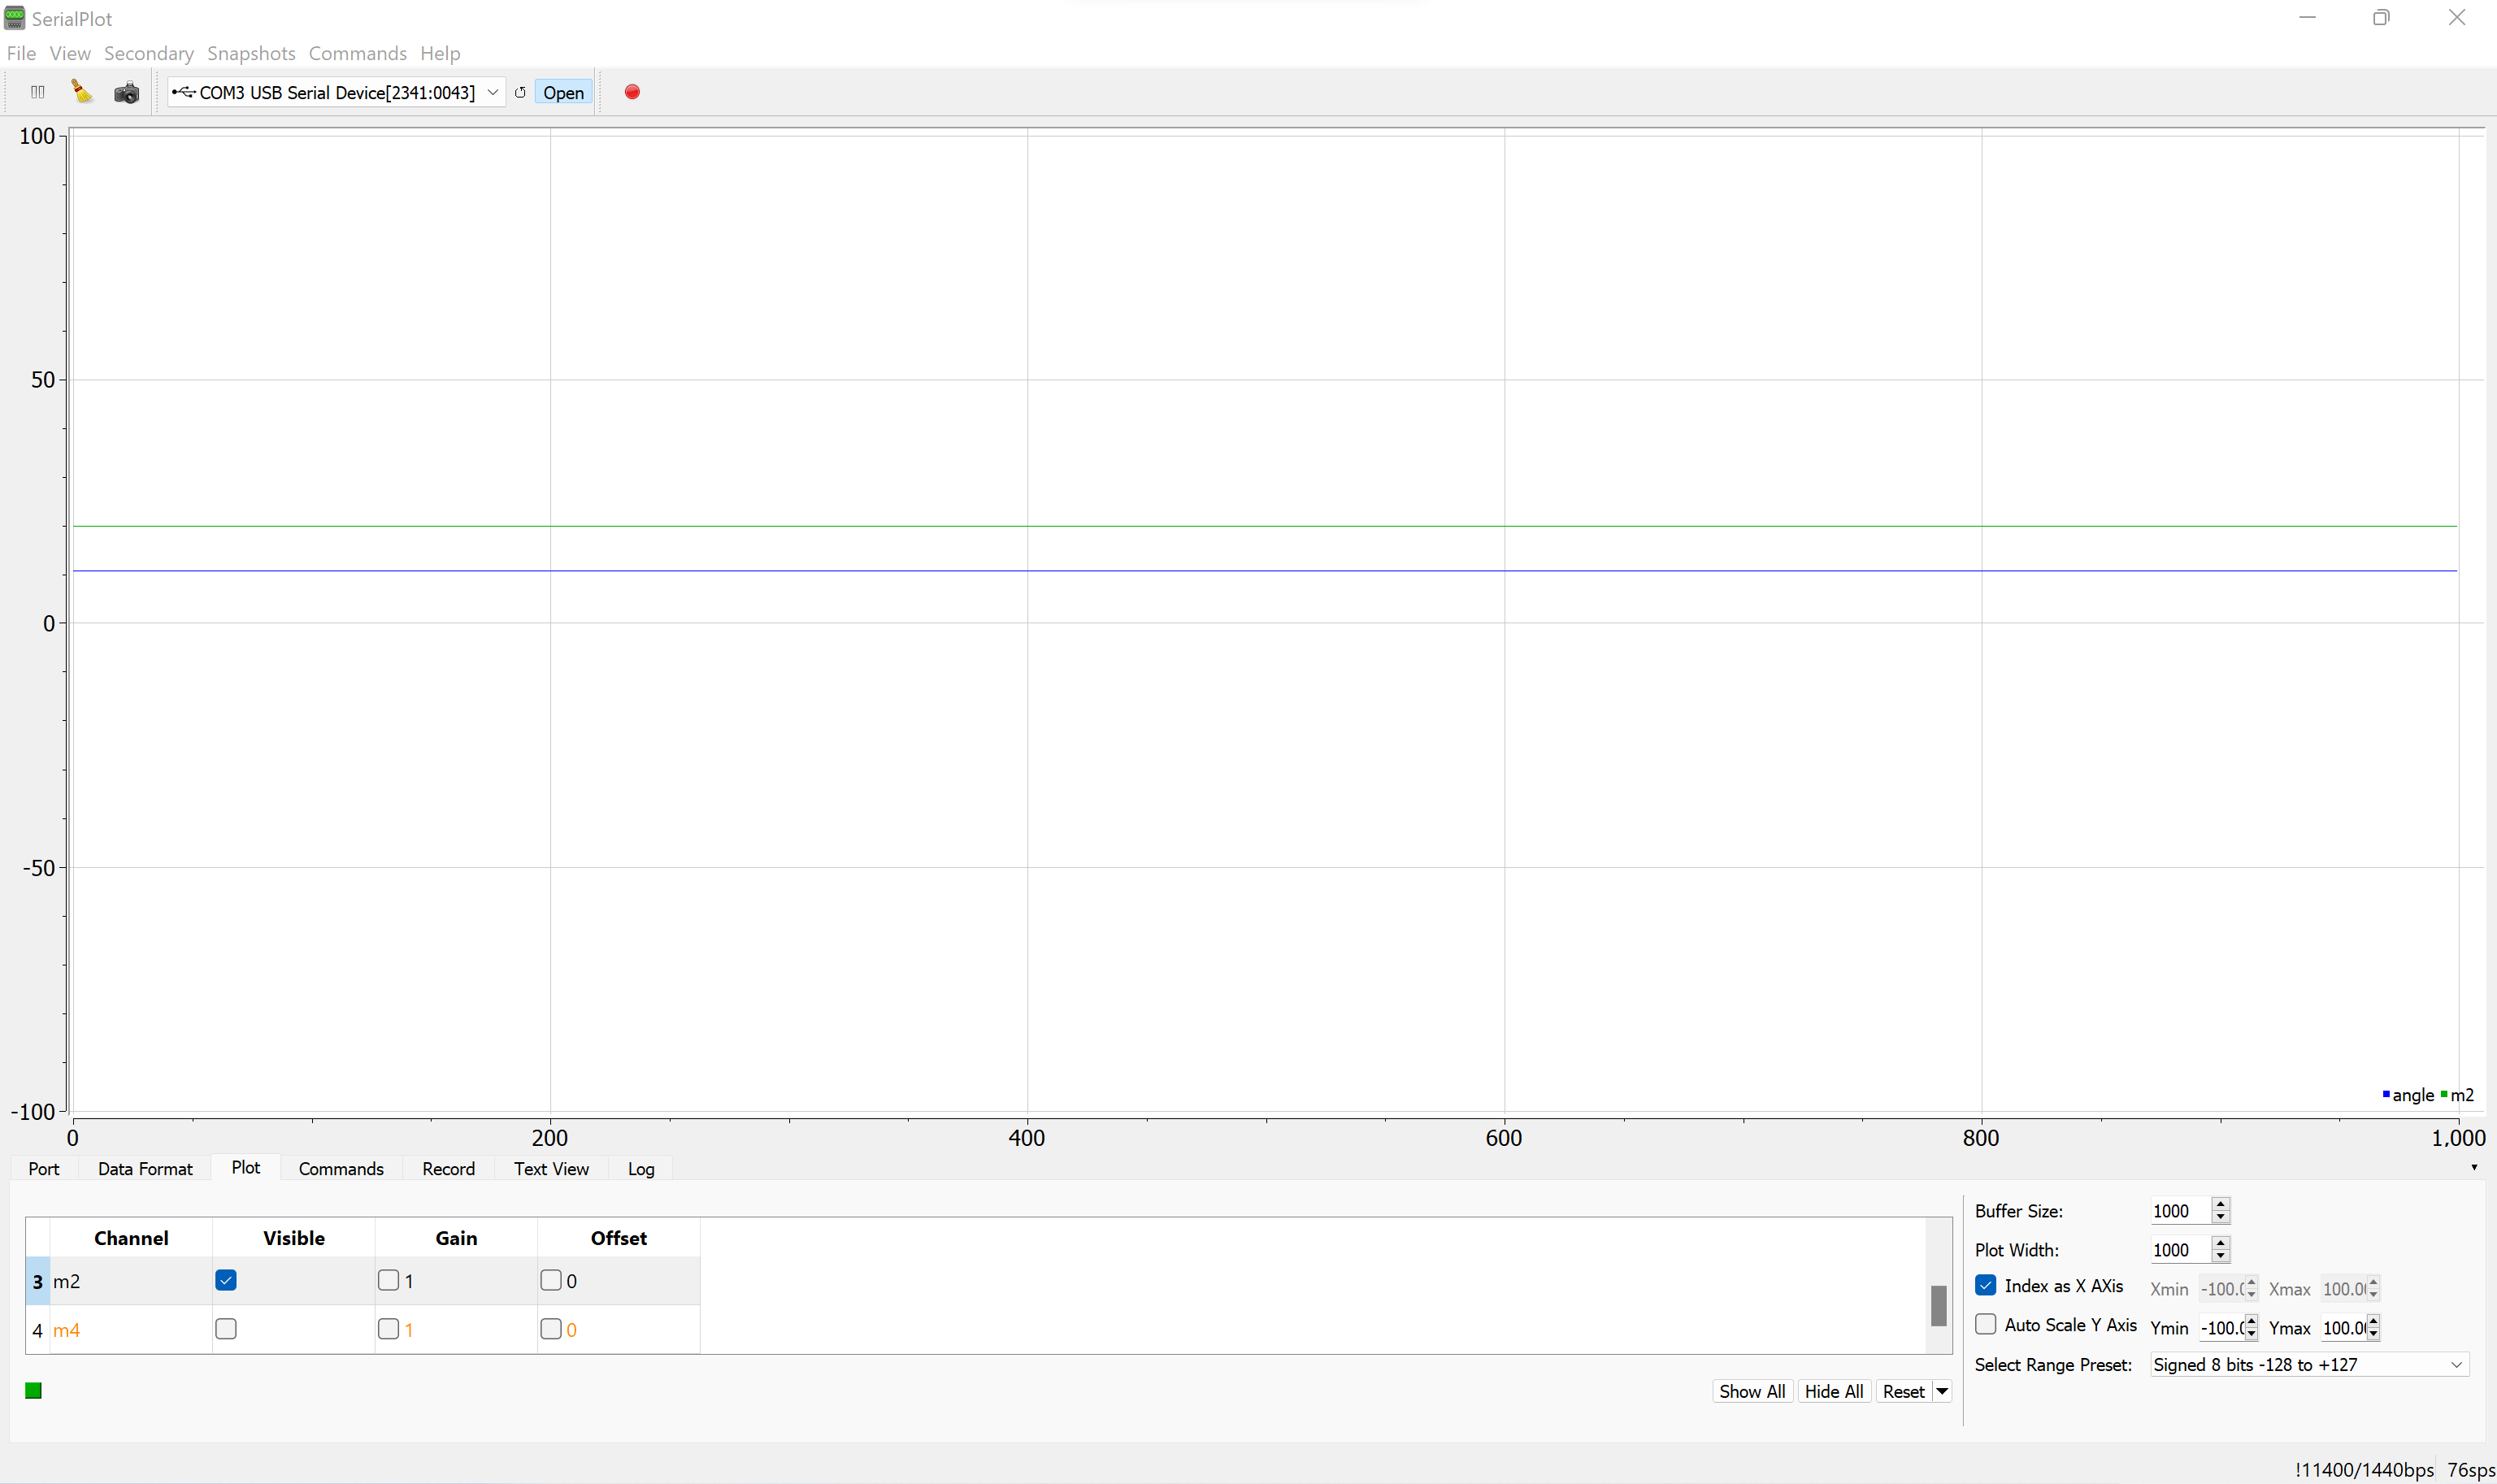 SerialPlot
File View Secondary Snapshots Commands Help
COM3 USB Serial Device[2341:0043] Open
100
50
0
-50
-100
angle m2
0 200 400 600 800 1,000
Port Data Format Plot Commands Record Text View Log
Channel Visible Gain Offset
3 m2 1 0
4 m4 1 0
Show All Hide All Reset
Buffer Size: 1000
Plot Width: 1000
Index as X AXis Xmin -100.0 Xmax 100.00
Auto Scale Y Axis Ymin -100.0 Ymax 100.00
Select Range Preset: Signed 8 bits -128 to +127
!11400/1440bps 76sps